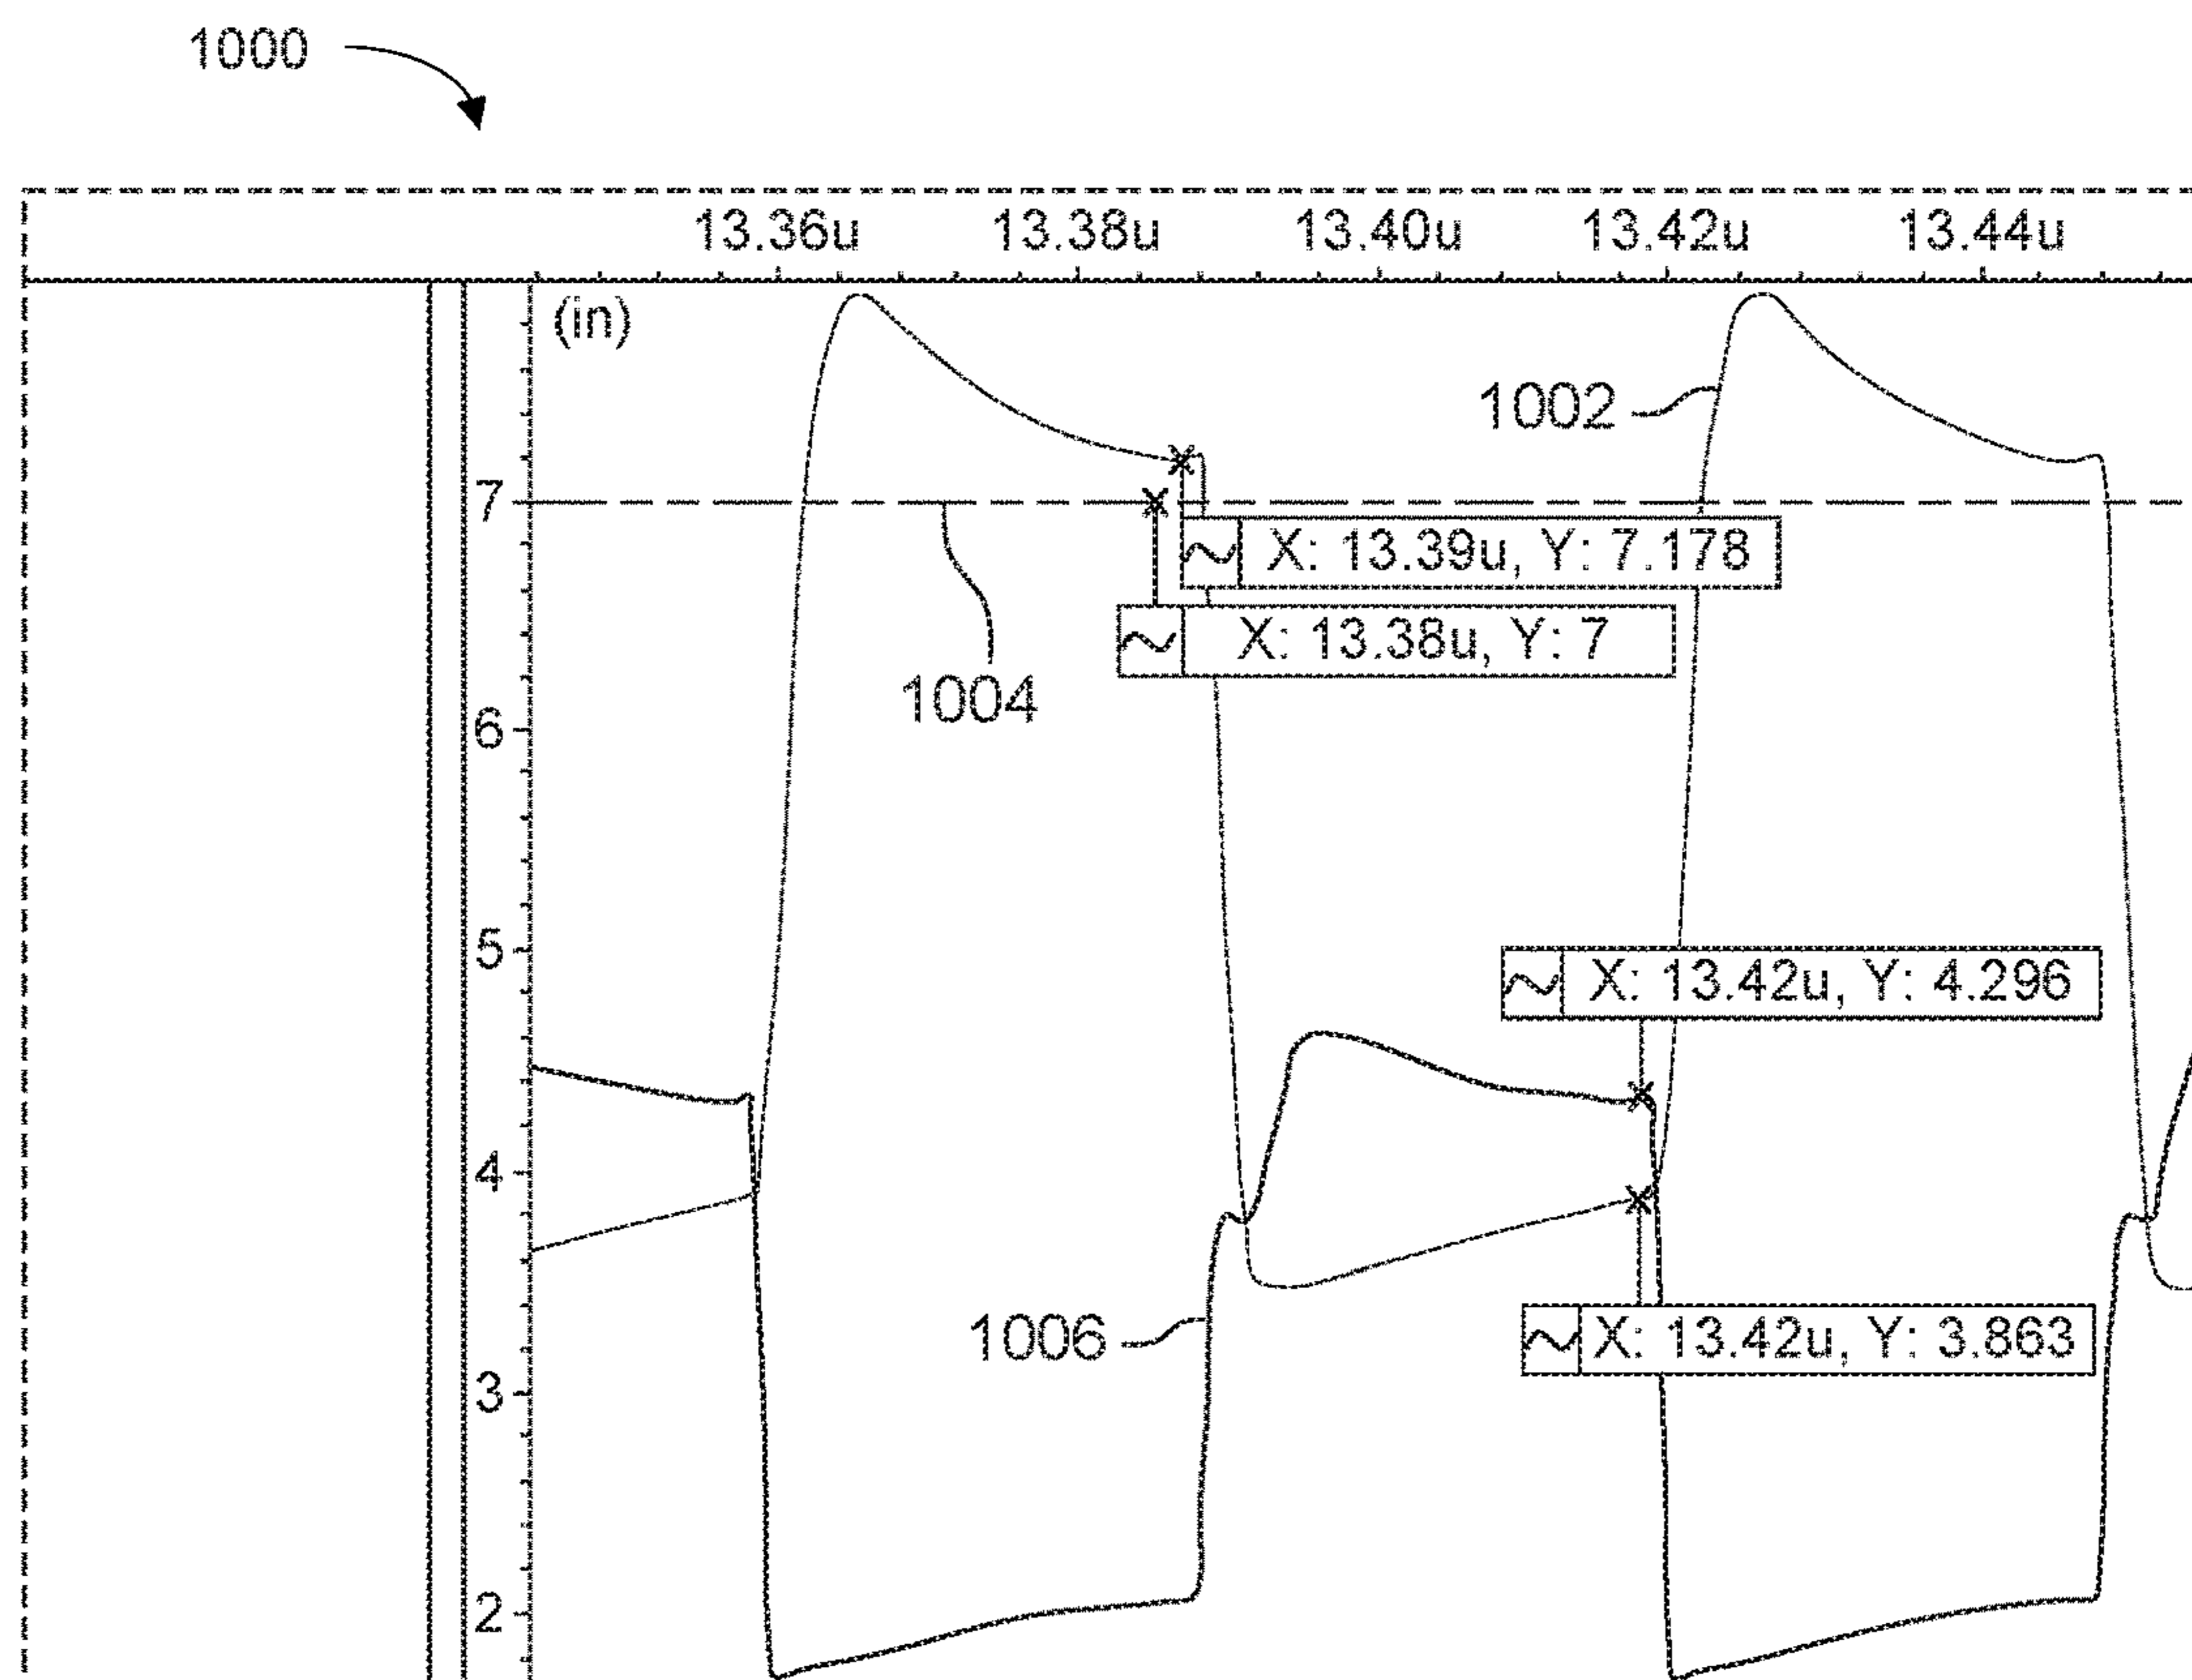 1000
13.36u 13.38u 13.40u 13.42u 13.44u
(in)
1002
7
X: 13.39u, Y: 7.178
X: 13.38u, Y: 7
1004
6
5
X: 13.42u, Y: 4.296
4
1006
X: 13.42u, Y: 3.863
3
2